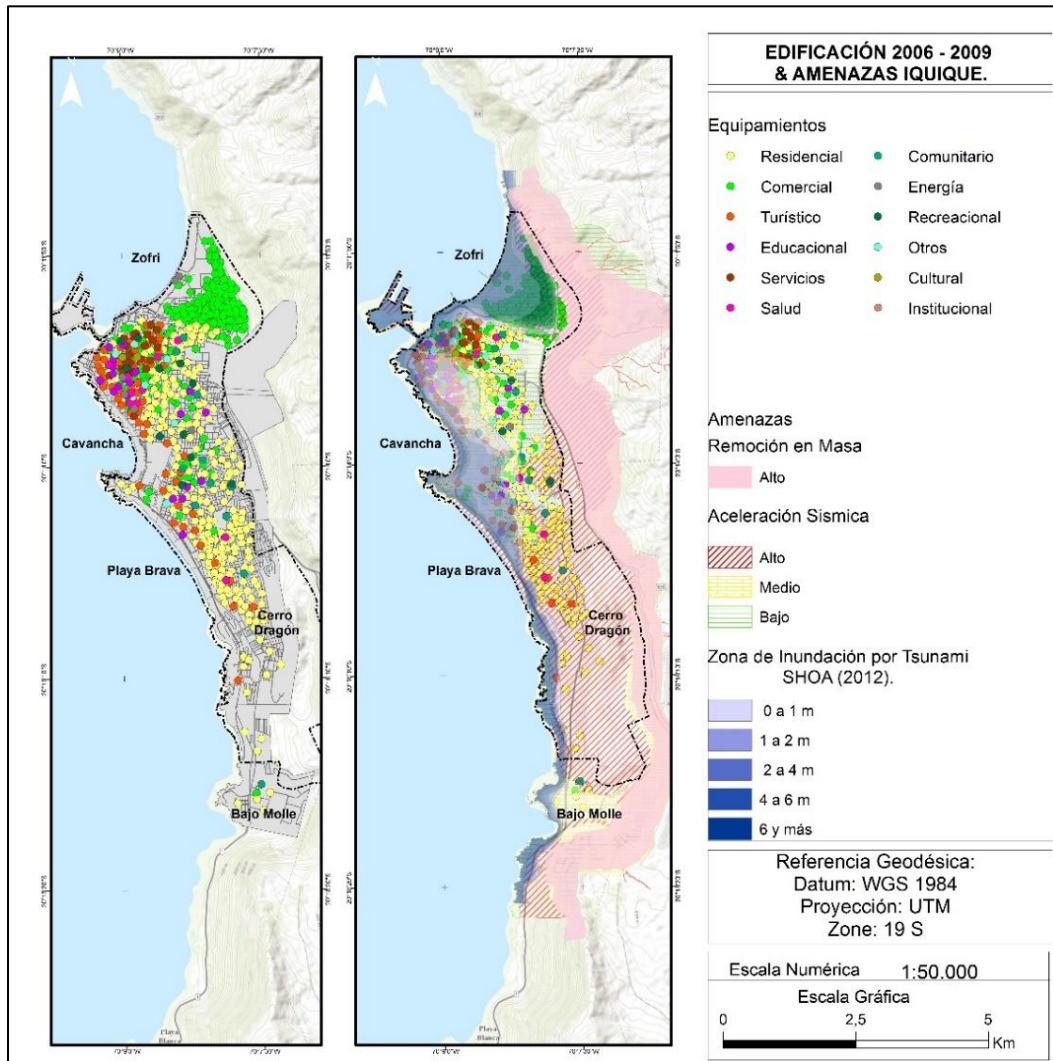 EDIFICACIÓN 2006 - 2009
& AMENAZAS IQUIQUE.
Equipamientos
Residencial
Comercial
Turístico
Educacional
Servicios
Salud
Comunitario
Energía
Recreacional
Otros
Cultural
Institucional
Amenazas
Remoción en Masa
Alto
Aceleración Sismica
Alto
Medio
Bajo
Zona de Inundación por Tsunami
SHOA (2012).
0 a 1 m
1 a 2 m
2 a 4 m
4 a 6 m
6 y más
Referencia Geodésica:
Datum: WGS 1984
Proyección: UTM
Zone: 19 S
Escala Numérica 1:50.000
Escala Gráfica
0 2,5 5
Km
Zofri
Cavancha
Playa Brava
Cerro
Dragón
Bajo Molle
Playa
Blanca
Zofri
Cavancha
Playa Brava
Cerro
Dragón
Bajo Molle
Playa
Blanca